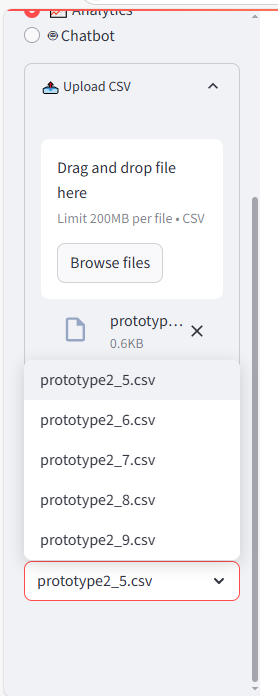 Analytics
Chatbot
Upload CSV
Drag and drop file
here
Limit 200MB per file • CSV
Browse files
prototyp...
0.6KB
prototype2_5.csv
prototype2_6.csv
prototype2_7.csv
prototype2_8.csv
prototype2_9.csv
prototype2_5.csv